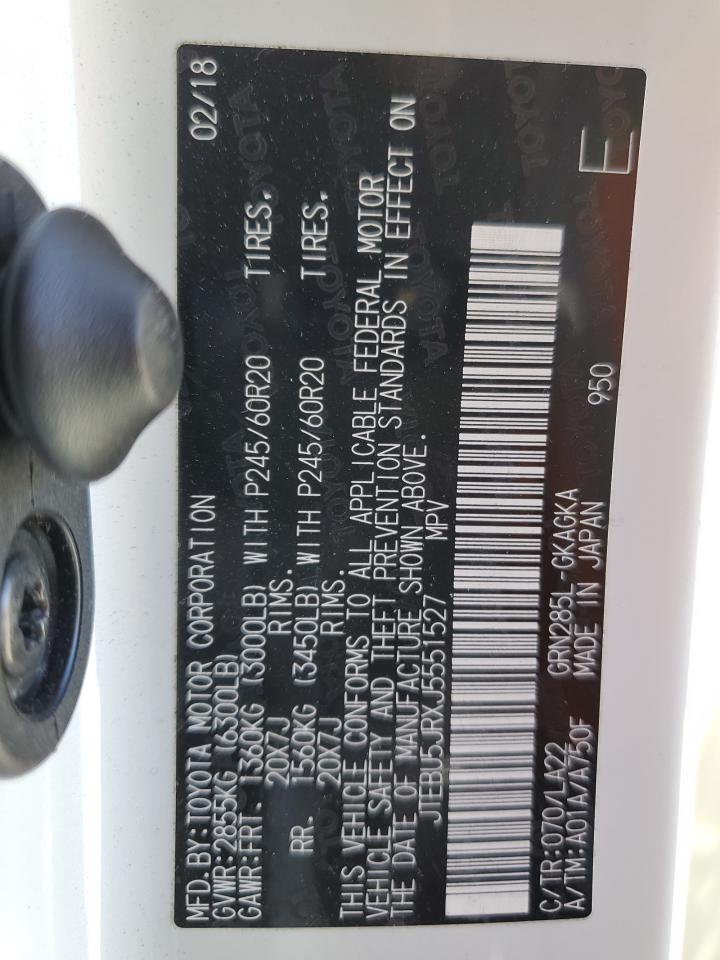 MFD.BY:TOYOTA MOTOR CORPORATION 02/18
GVWR:2855KG (6300LB)
GAWR:FRT. 1360KG (3000LB) WITH P245/60R20 TIRES.
20X7J RIMS.
RR. 1560KG (3450LB) WITH P245/60R20 TIRES.
20X7J RIMS.
THIS VEHICLE CONFORMS TO ALL APPLICABLE FEDERAL MOTOR
VEHICLE SAFETY AND THEFT PREVENTION STANDARDS IN EFFECT ON
THE DATE OF MANUFACTURE SHOWN ABOVE.
JTEBU5JRXJ5551527 MPV
C/TR:070/LA22 GRN285L-GKAGKA
A/TM:A01A/A750F MADE IN JAPAN 950 E